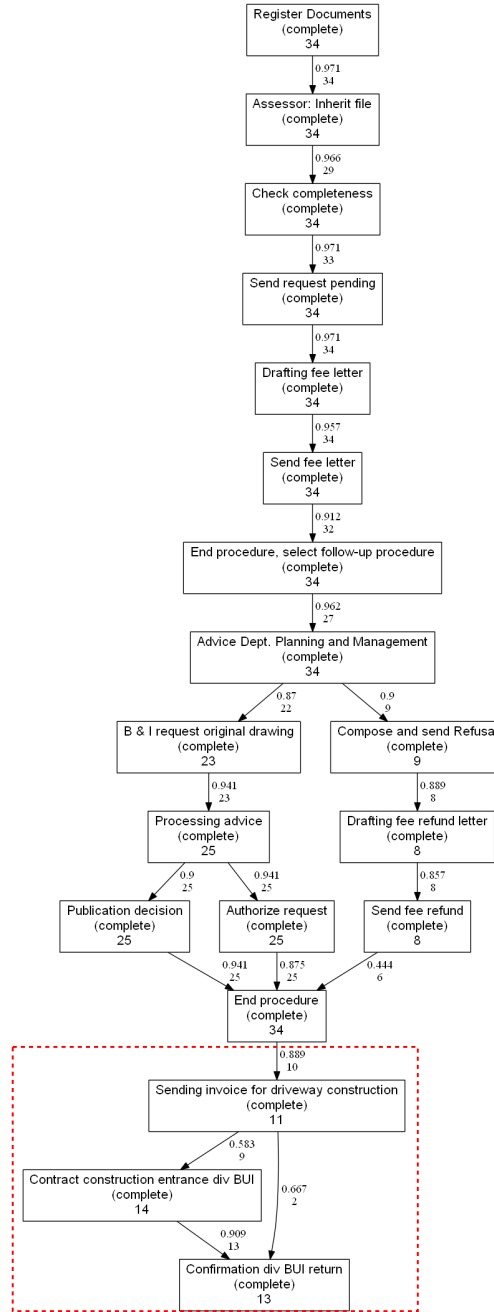 Register Documents
(complete)
34
0.971
34
Assessor: Inherit file
(complete)
34
0.966
29
Check completeness
(complete)
34
0.971
33
Send request pending
(complete)
34
0.971
34
Drafting fee letter
(complete)
34
0.957
34
Send fee letter
(complete)
34
0.912
32
End procedure, select follow-up procedure
(complete)
34
0.962
27
Advice Dept. Planning and Management
(complete)
34
0.87
22
0.9
9
B & I request original drawing
(complete)
23
Compose and send Refusa
(complete)
9
0.941
23
0.889
8
Processing advice
(complete)
25
Drafting fee refund letter
(complete)
8
0.9
25
0.941
25
0.857
8
Publication decision
(complete)
25
Authorize request
(complete)
25
Send fee refund
(complete)
8
0.941
25
0.875
25
0.444
6
End procedure
(complete)
34
0.889
10
Sending invoice for driveway construction
(complete)
11
0.583
9
0.667
2
Contract construction entrance div BUI
(complete)
14
0.909
13
Confirmation div BUI return
(complete)
13